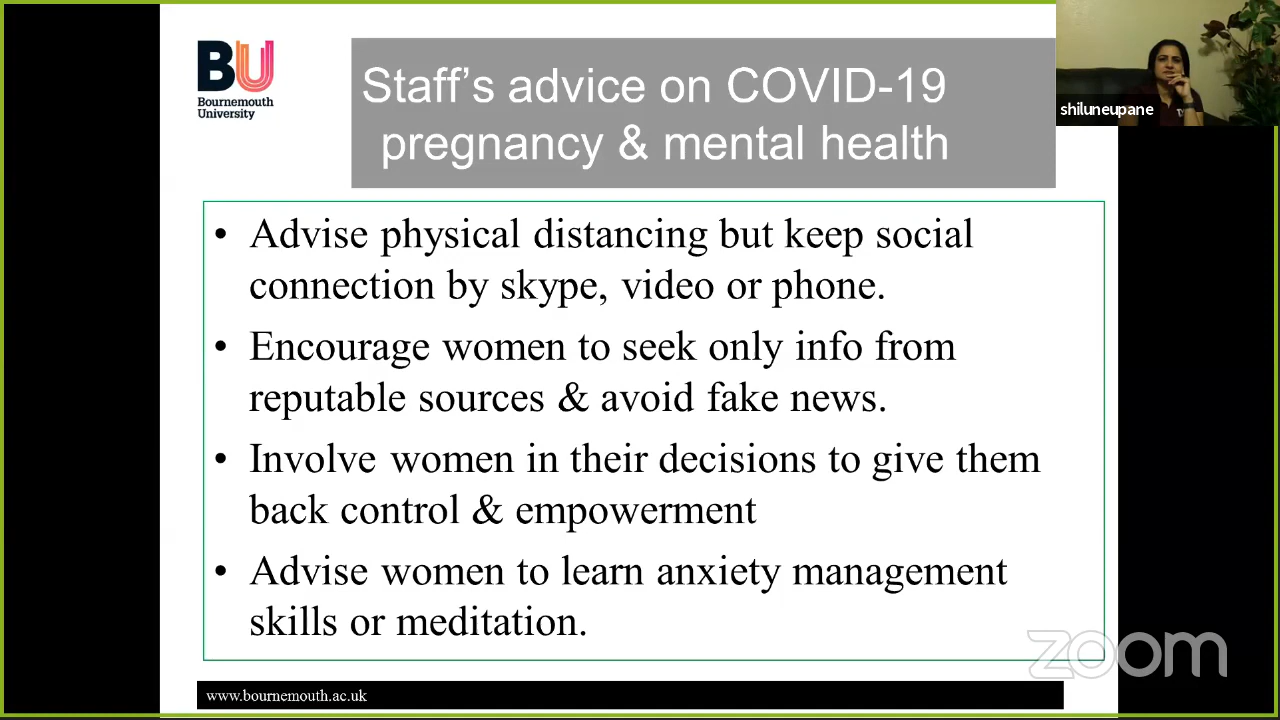 BU
Bournemouth
University
Staff's advice on COVID-19
pregnancy & mental health
shiluneupane
• Advise physical distancing but keep social
connection by skype, video or phone.
• Encourage women to seek only info from
reputable sources & avoid fake news.
• Involve women in their decisions to give them
back control & empowerment
• Advise women to learn anxiety management
skills or meditation.
zoom
www.bournemouth.ac.uk